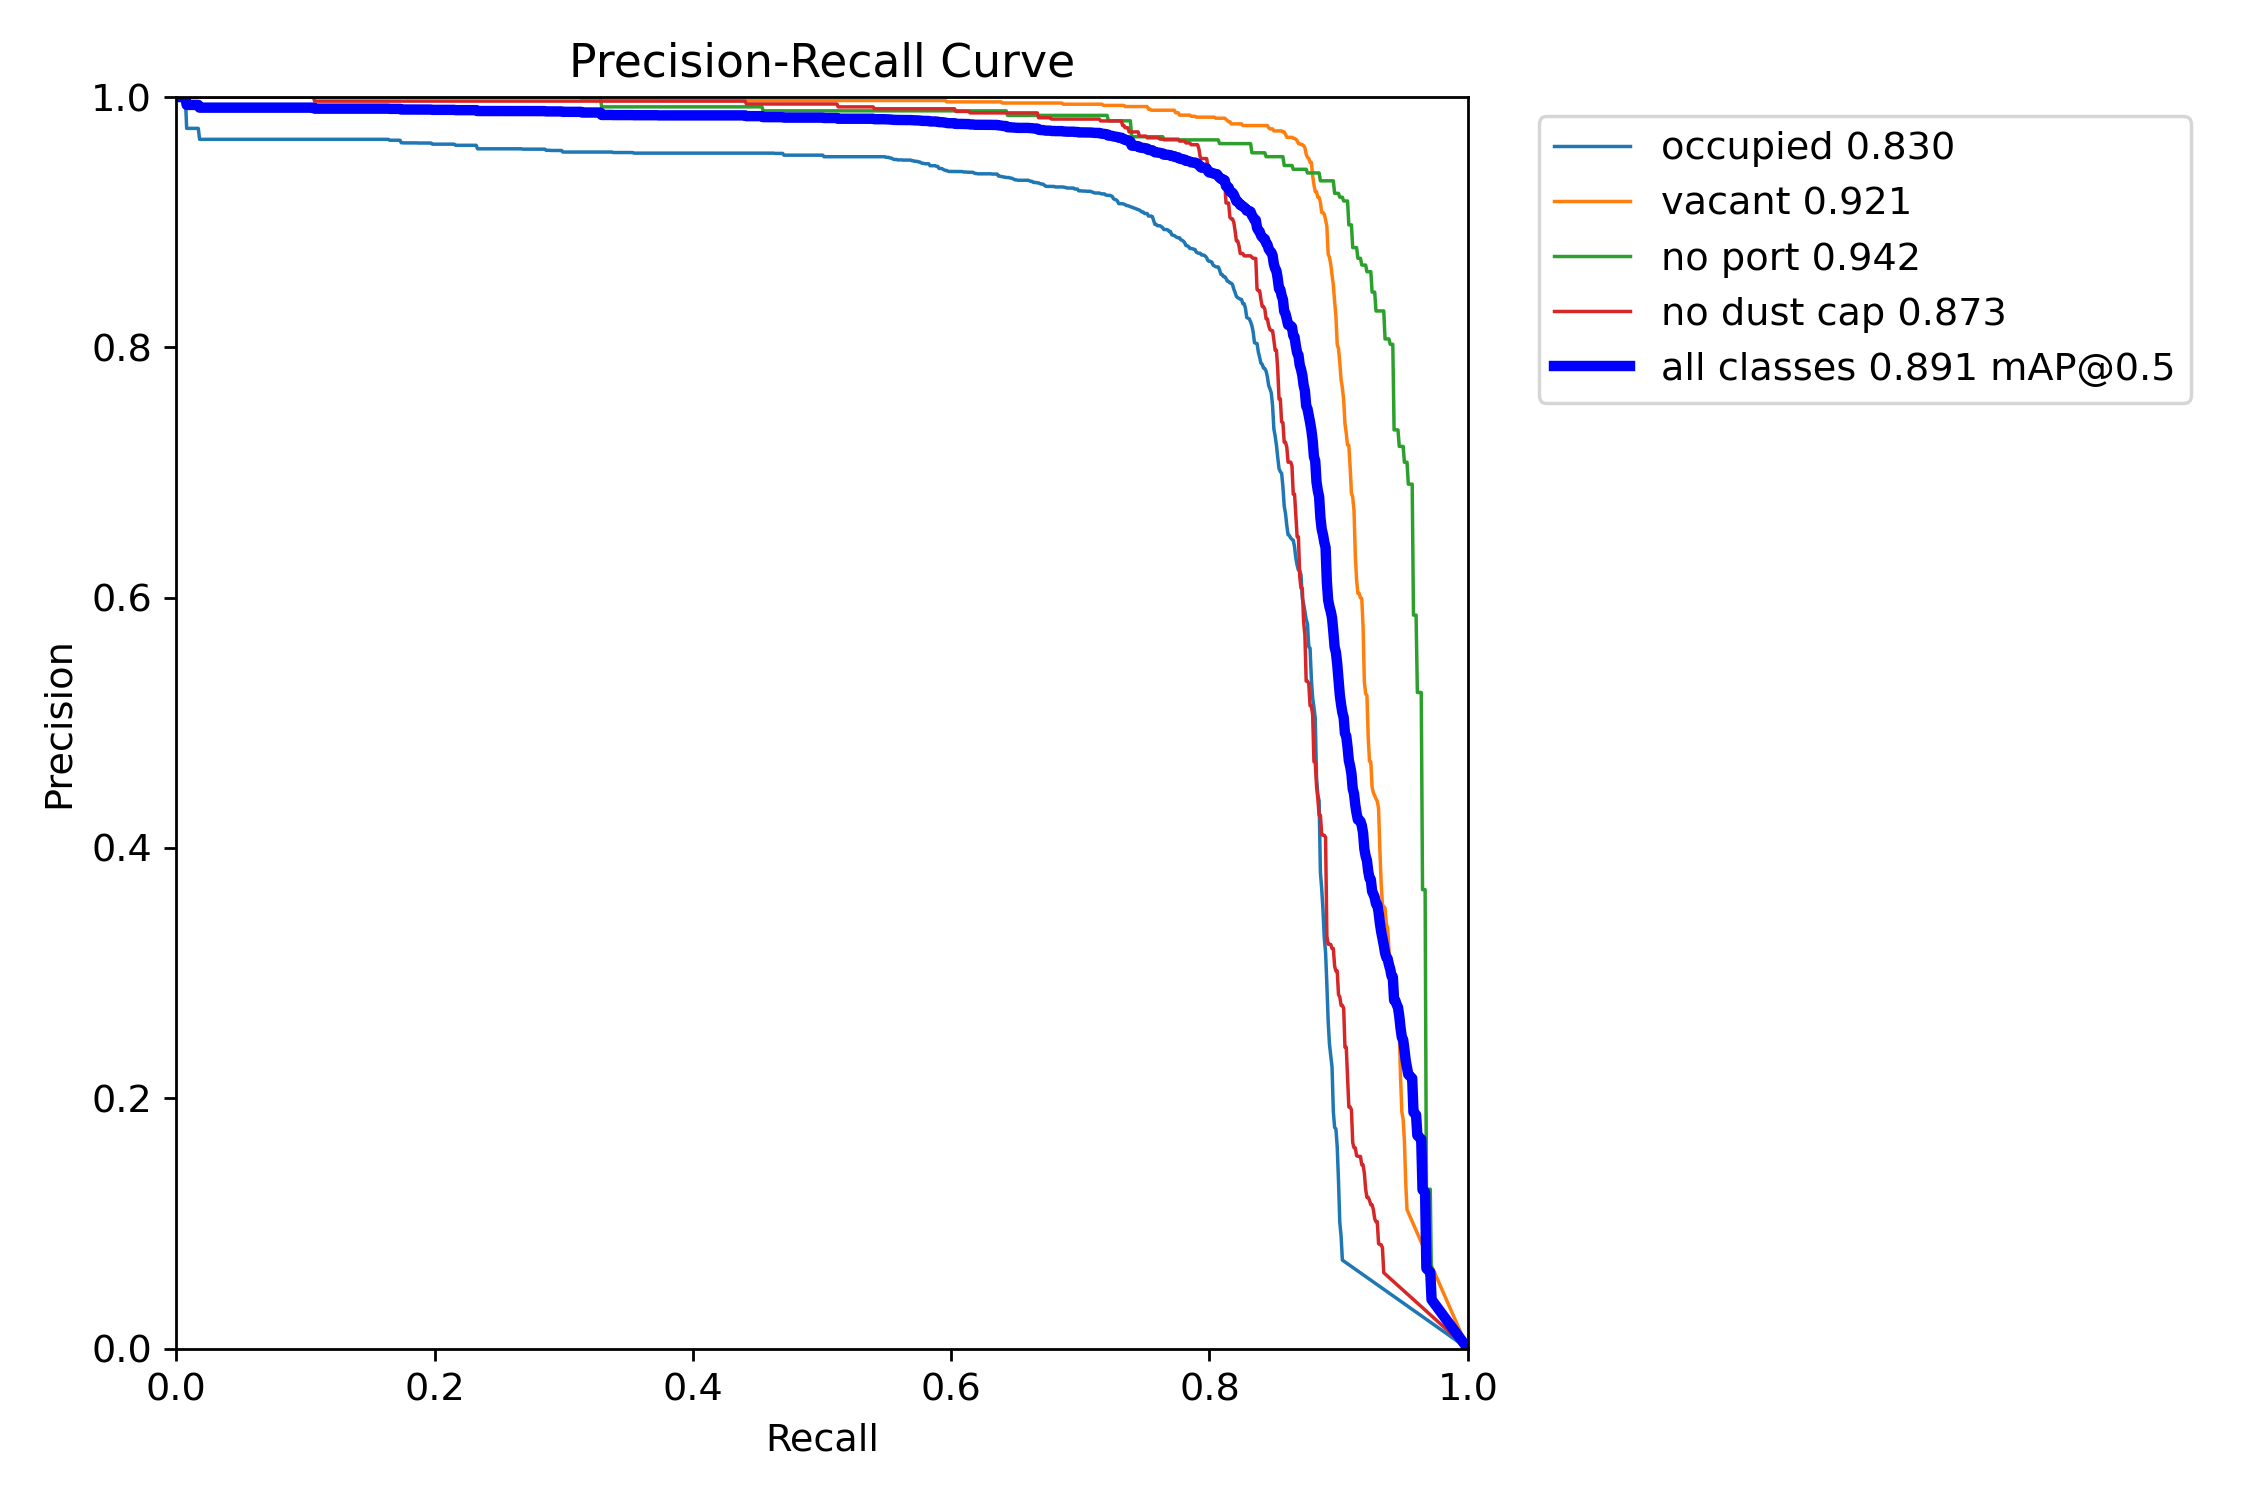 Precision-Recall Curve
1.0
0.8
0.6
0.4
0.2
0.0
Precision
0.0 0.2 0.4 0.6 0.8 1.0
Recall
occupied 0.830
vacant 0.921
no port 0.942
no dust cap 0.873
all classes 0.891 mAP@0.5